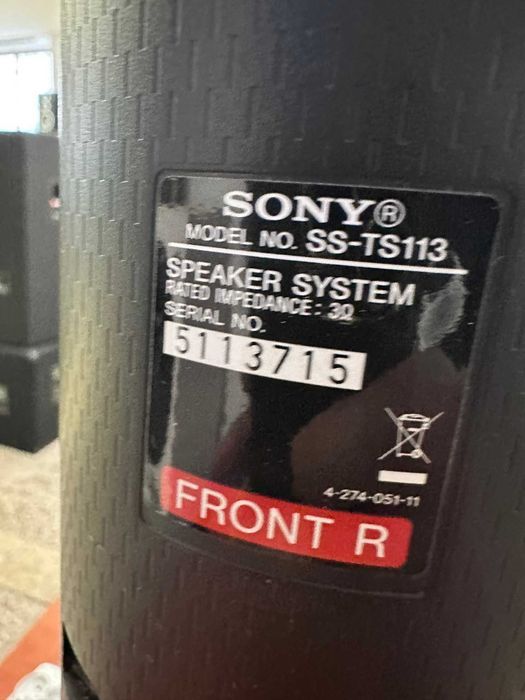 SONY®
MODEL NO. SS-TS113
SPEAKER SYSTEM
RATED IMPEDANCE: 3Ω
SERIAL NO.
5113715
4-274-051-11
FRONT R